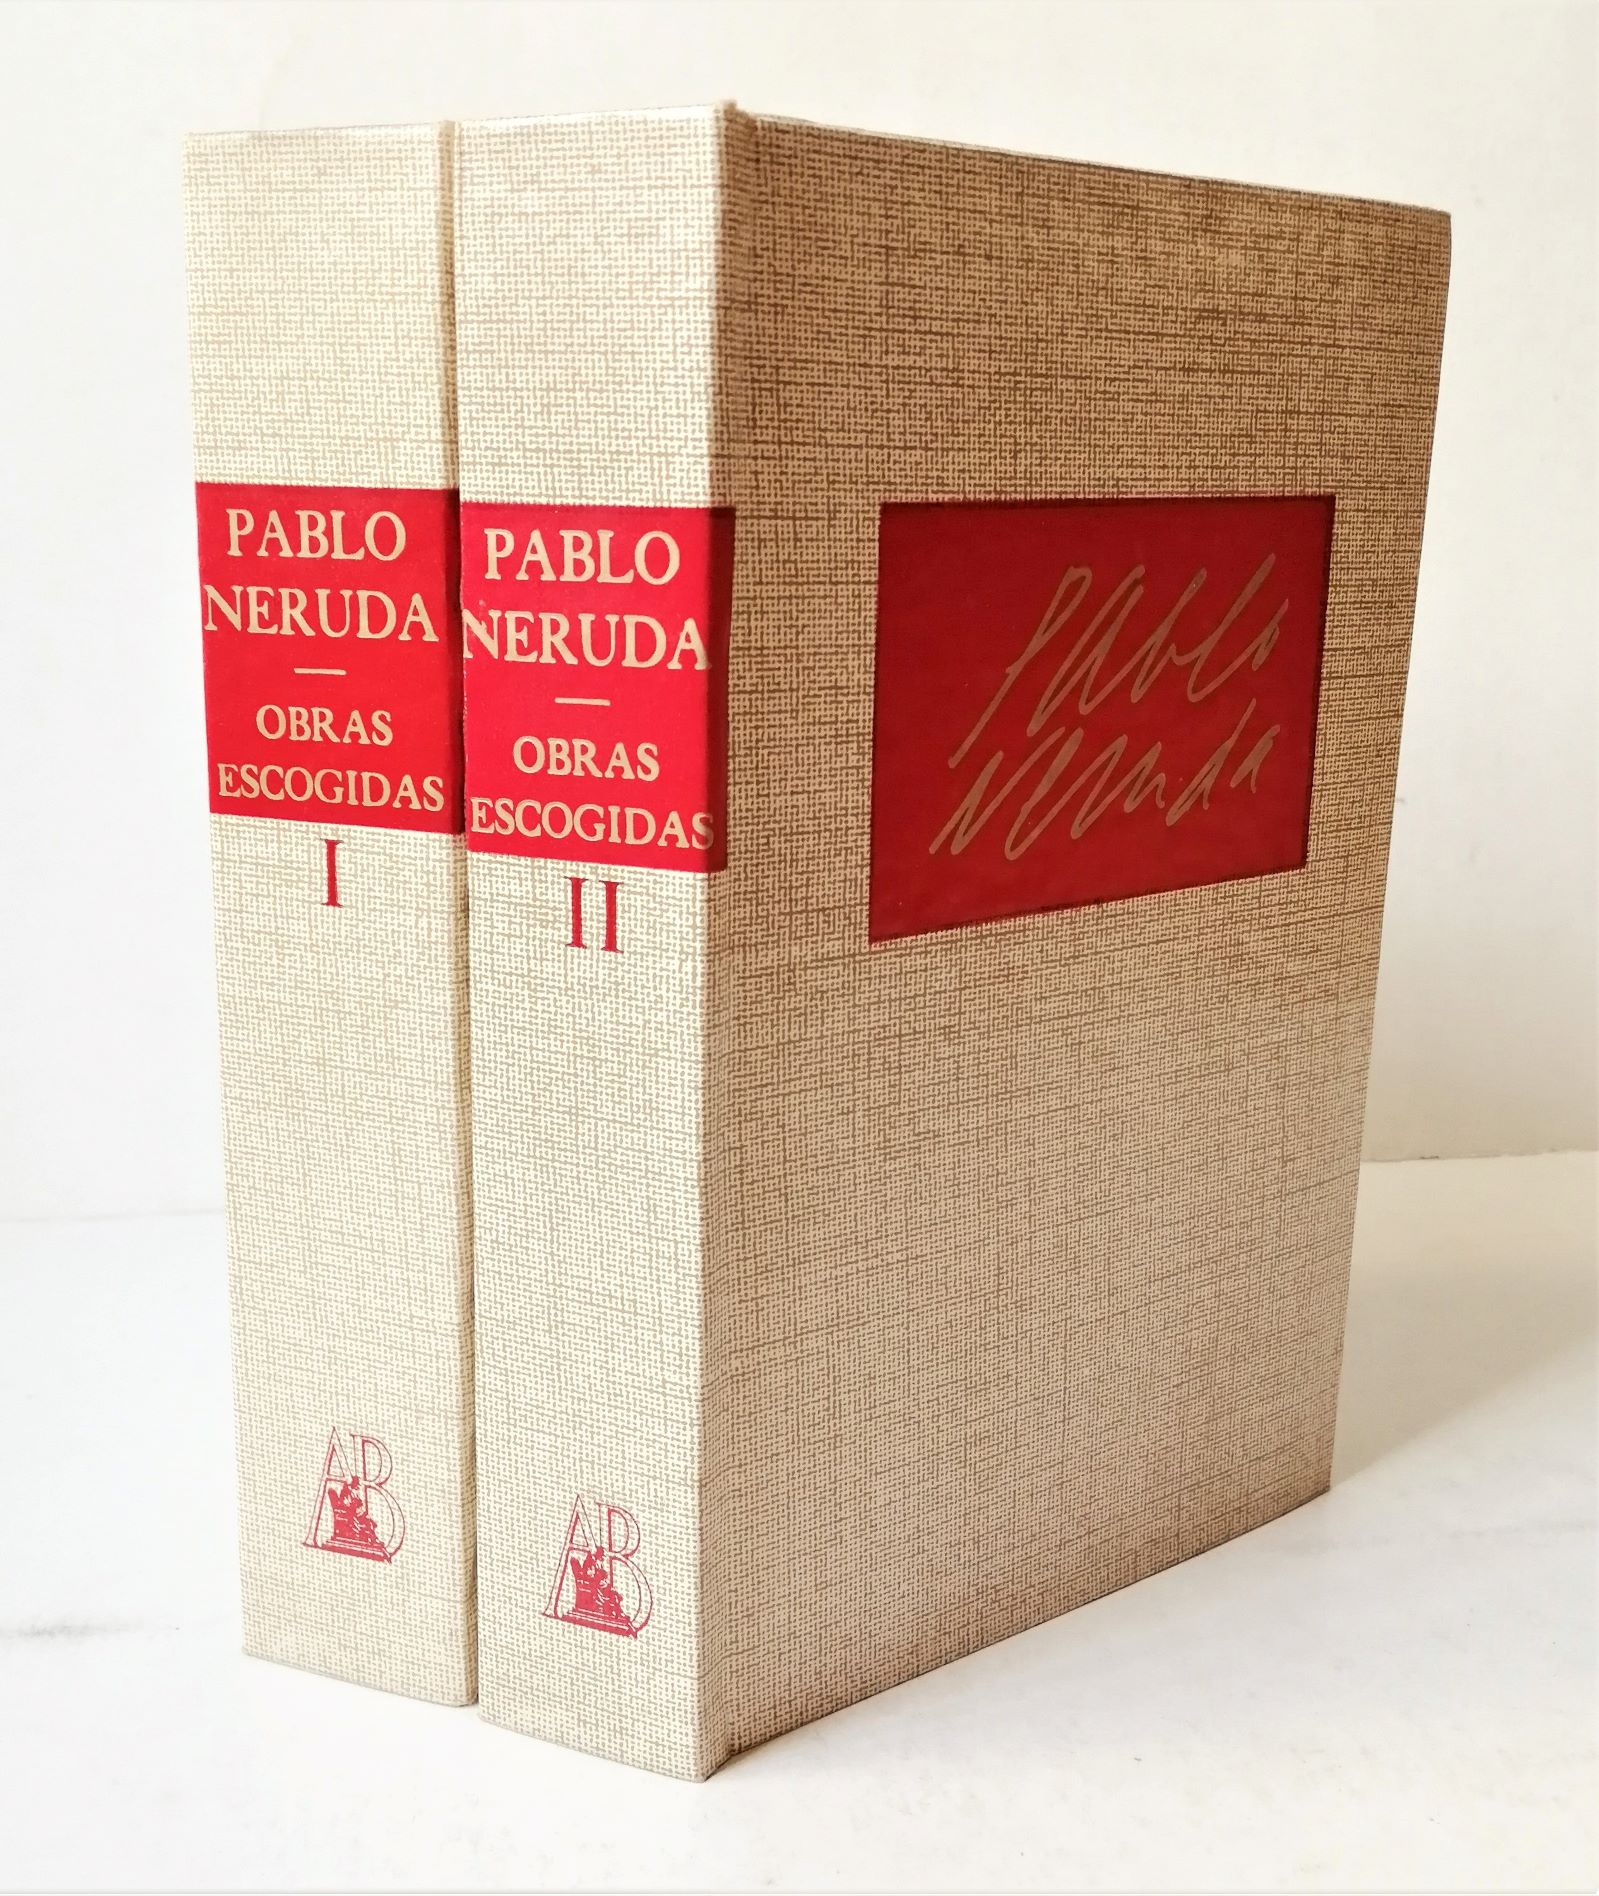 PABLO
NERUDA
OBRAS
ESCOGIDAS
I
AB
PABLO
NERUDA
OBRAS
ESCOGIDAS
II
AB
Pablo
Neruda